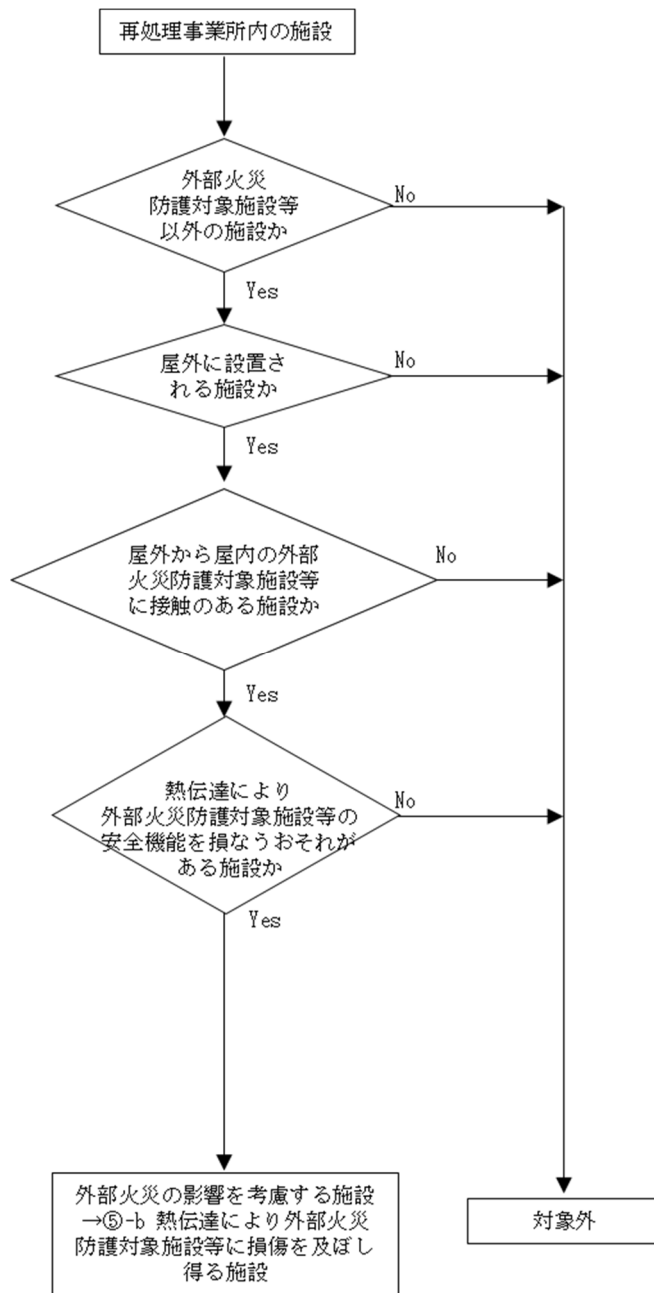 再処理事業所内の施設
外部火災
防護対象施設等
以外の施設か
No
Yes
屋外に設置さ
れる施設か
No
Yes
屋外から屋内の外部
火災防護対象施設等
に接触のある施設か
No
Yes
熱伝達により
外部火災防護対象施設等の
安全機能を損なうおそれが
ある施設か
No
Yes
外部火災の影響を考慮する施設
→⑤-b 熱伝達により外部火災
防護対象施設等に損傷を及ぼし
得る施設
対象外